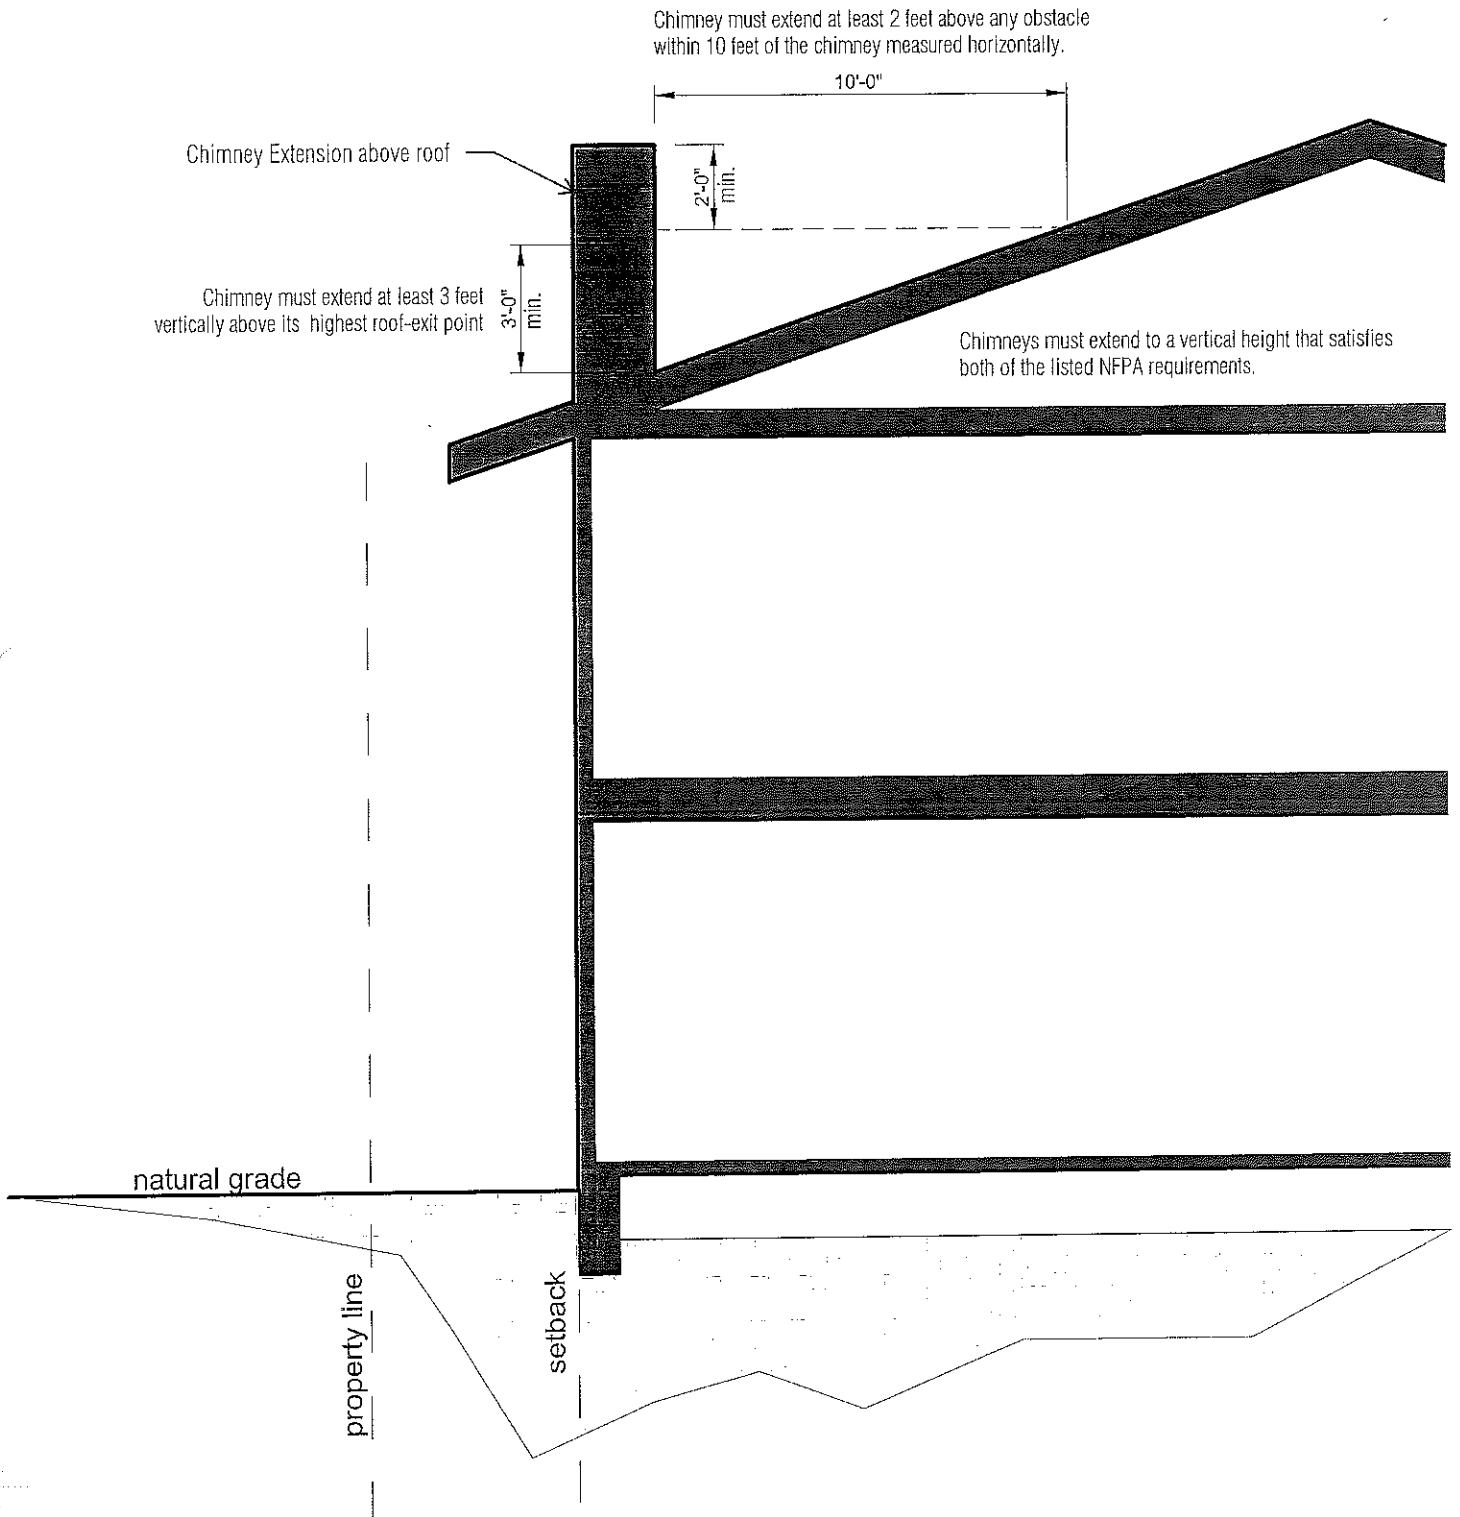 Chimney must extend at least 2 feet above any obstacle
within 10 feet of the chimney measured horizontally.
10'-0"
Chimney Extension above roof
2'-0"
min.
Chimney must extend at least 3 feet
vertically above its highest roof-exit point
3'-0"
min.
Chimneys must extend to a vertical height that satisfies
both of the listed NFPA requirements.
natural grade
property line
setback